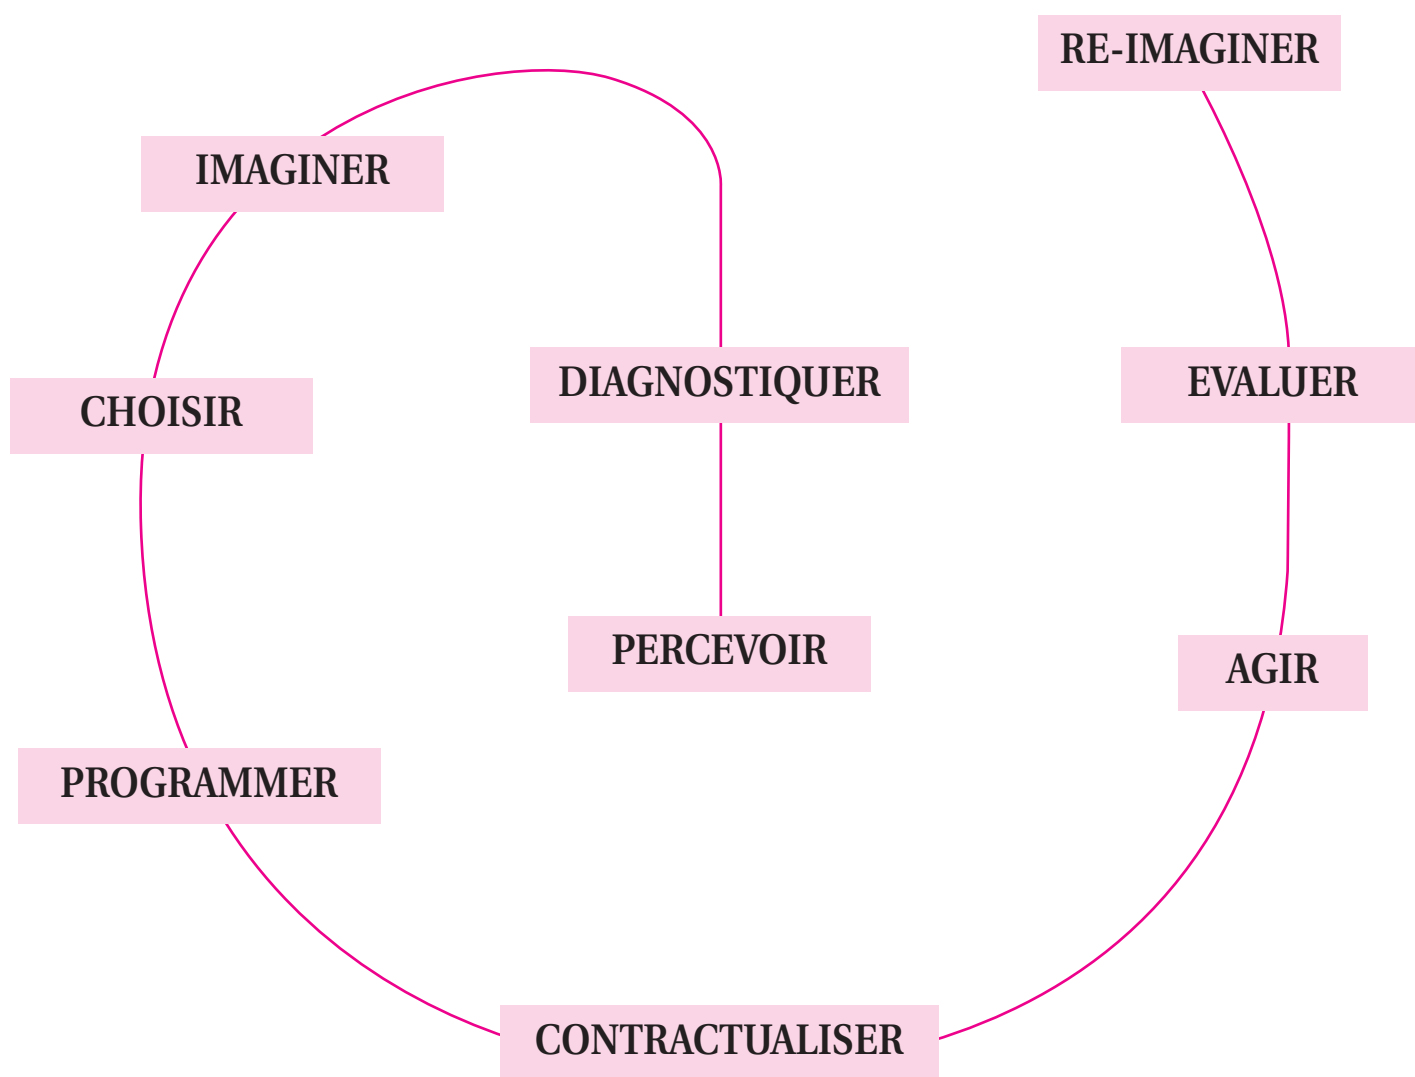 RE-IMAGINER
IMAGINER
DIAGNOSTIQUER
EVALUER
CHOISIR
PERCEVOIR
AGIR
PROGRAMMER
CONTRACTUALISER